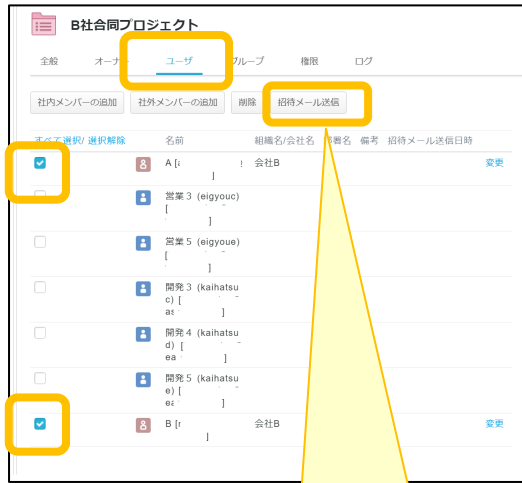 B社合同プロジェクト
全般 オーナー ユーザ グループ 権限 ログ
社内メンバーの追加 社外メンバーの追加 削除 招待メール送信
すべて選択/ 選択解除 名前 組織名/会社名 部署名 備考 招待メール送信日時
A [ 会社B 変更
]
営業３ (eigyouc)
[
]
営業５ (eigyoue)
[
]
開発３ (kaihatsu
c) [
as ]
開発４ (kaihatsu
d) [
ea ]
開発５ (kaihatsu
e) [
]
B [ 会社B 変更
]